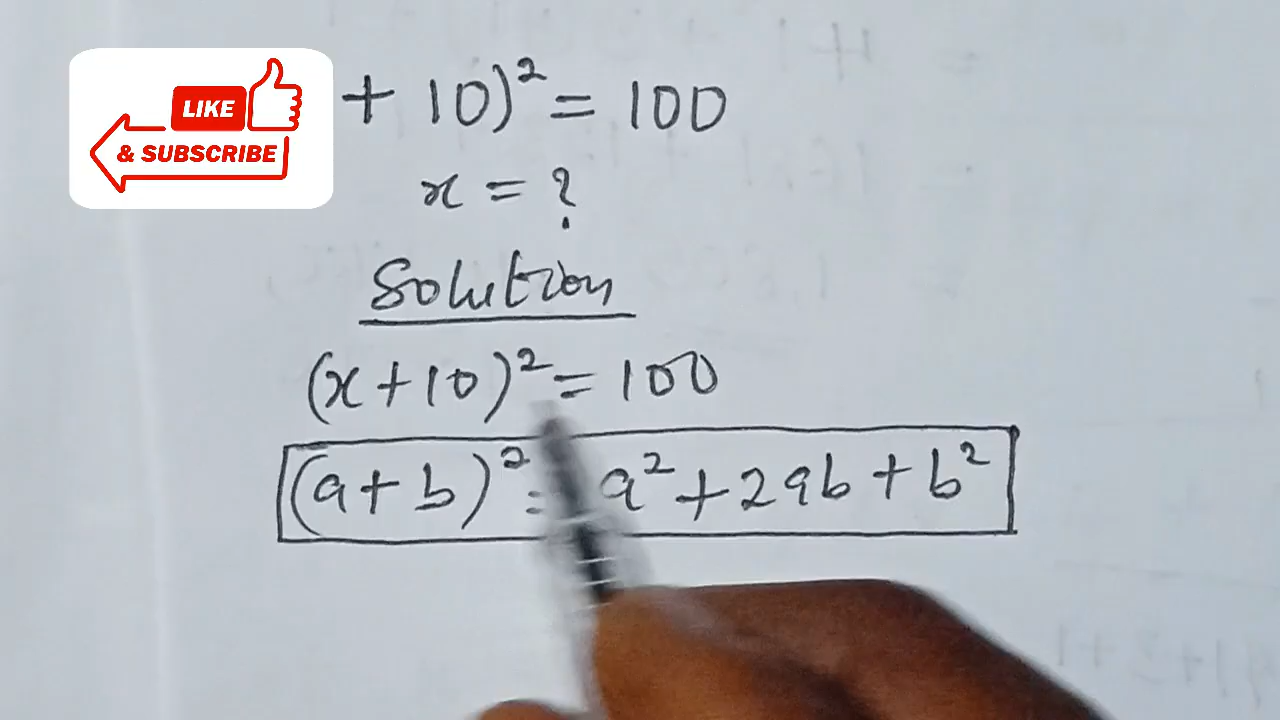 LIKE
& SUBSCRIBE
+ 10)² = 100
x = ?
Solution
(x + 10)² = 100
(a + b)² = a² + 2ab + b²